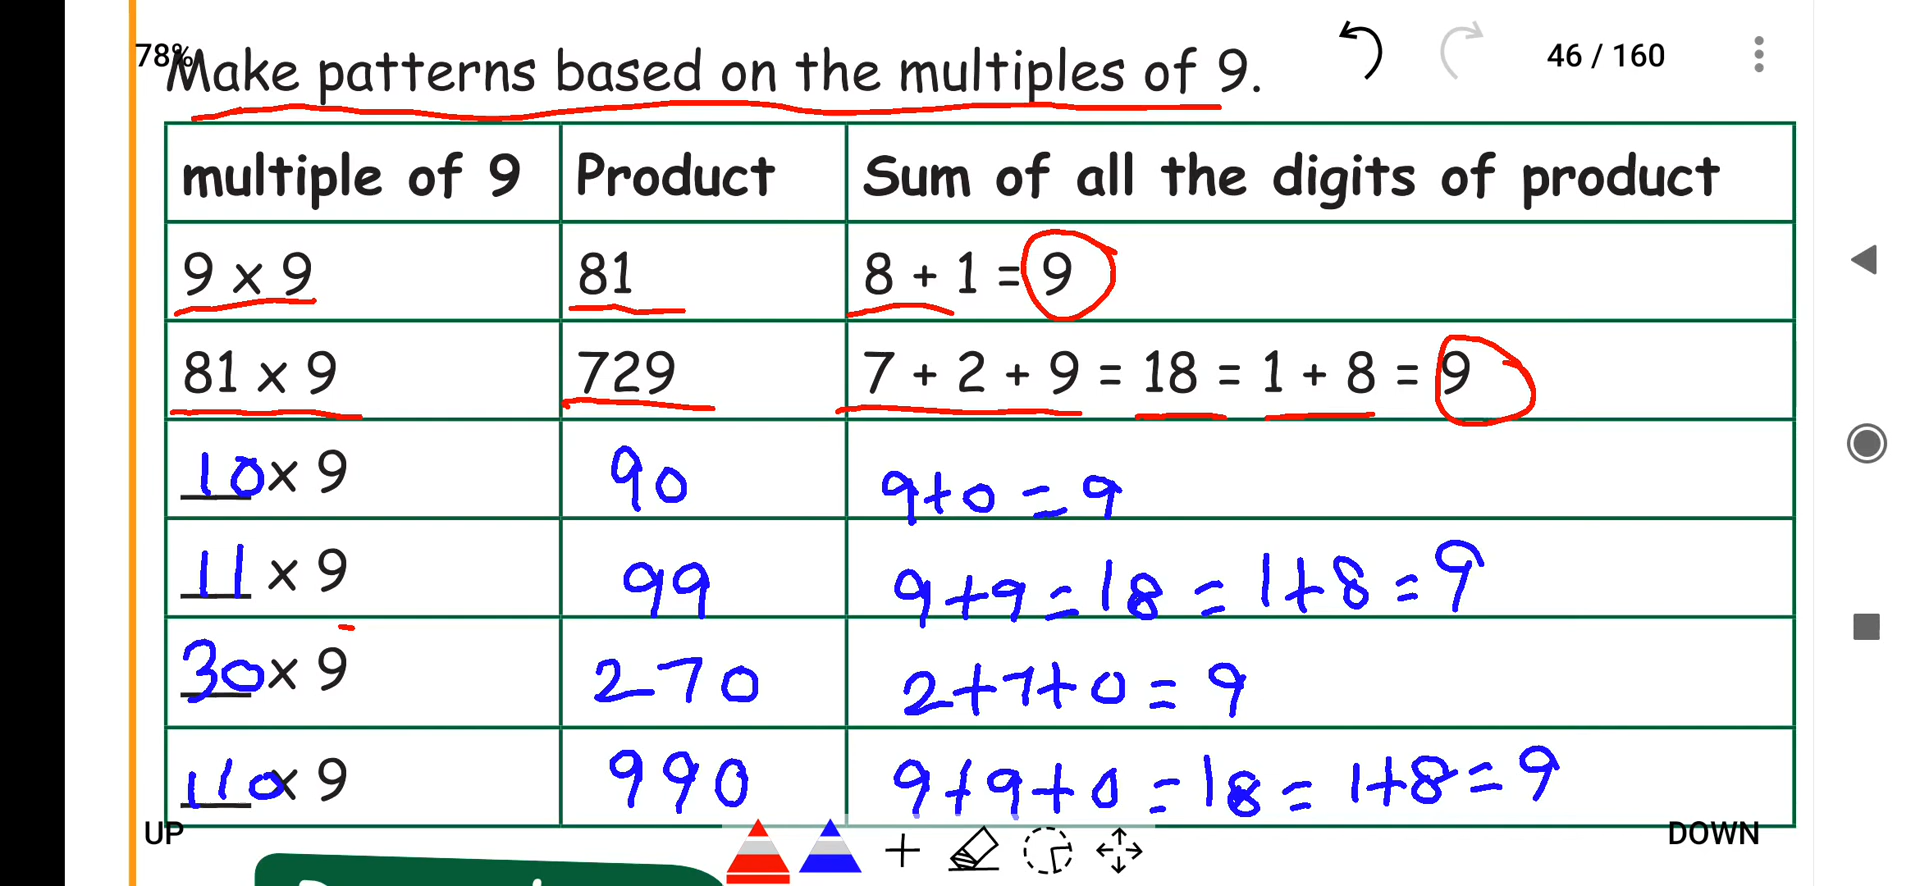 78%
Make patterns based on the multiples of 9.
46 / 160
multiple of 9 Product Sum of all the digits of product
9 x 9 81 8 + 1 = 9
81 x 9 729 7 + 2 + 9 = 18 = 1 + 8 = 9
10 x 9 90 9+0 = 9
11 x 9 99 9+9 = 18 = 1+8 = 9
30 x 9 270 2+7+0 = 9
110 x 9 990 9+9+0 = 18 = 1+8 = 9
UP
DOWN